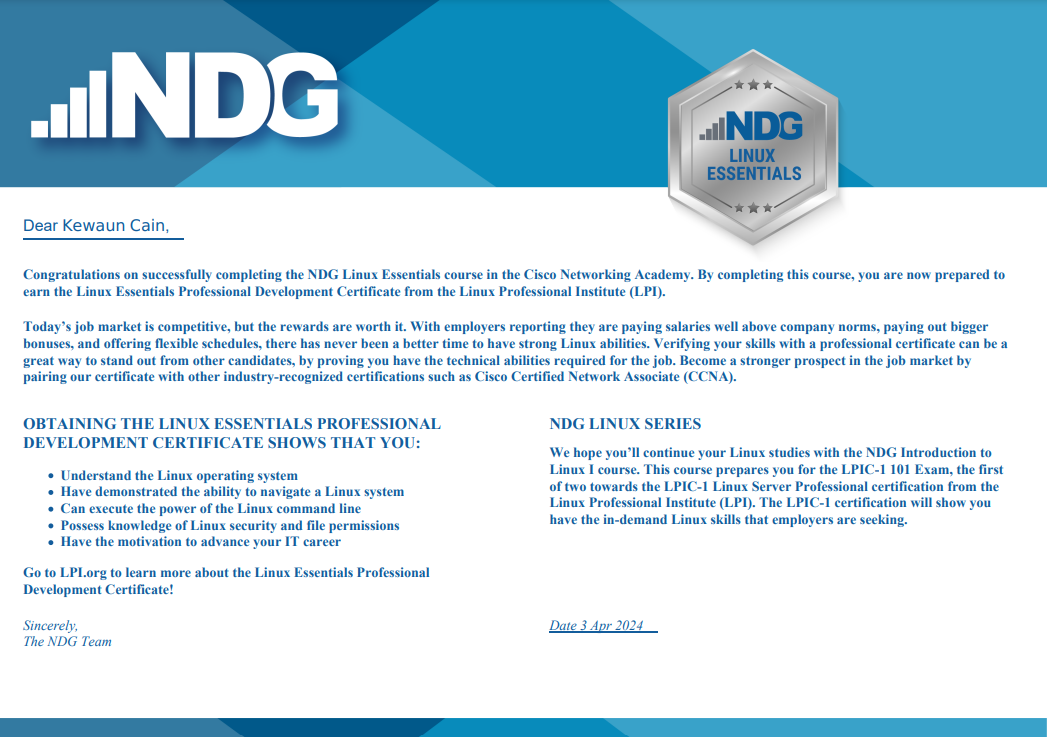 NDG
NDG
LINUX
ESSENTIALS
Dear Kewaun Cain,
Congratulations on successfully completing the NDG Linux Essentials course in the Cisco Networking Academy. By completing this course, you are now prepared to
earn the Linux Essentials Professional Development Certificate from the Linux Professional Institute (LPI).
Today’s job market is competitive, but the rewards are worth it. With employers reporting they are paying salaries well above company norms, paying out bigger
bonuses, and offering flexible schedules, there has never been a better time to have strong Linux abilities. Verifying your skills with a professional certificate can be a
great way to stand out from other candidates, by proving you have the technical abilities required for the job. Become a stronger prospect in the job market by
pairing our certificate with other industry-recognized certifications such as Cisco Certified Network Associate (CCNA).
OBTAINING THE LINUX ESSENTIALS PROFESSIONAL
DEVELOPMENT CERTIFICATE SHOWS THAT YOU:
• Understand the Linux operating system
• Have demonstrated the ability to navigate a Linux system
• Can execute the power of the Linux command line
• Possess knowledge of Linux security and file permissions
• Have the motivation to advance your IT career
Go to LPI.org to learn more about the Linux Essentials Professional
Development Certificate!
Sincerely,
The NDG Team
NDG LINUX SERIES
We hope you’ll continue your Linux studies with the NDG Introduction to
Linux I course. This course prepares you for the LPIC-1 101 Exam, the first
of two towards the LPIC-1 Linux Server Professional certification from the
Linux Professional Institute (LPI). The LPIC-1 certification will show you
have the in-demand Linux skills that employers are seeking.
Date 3 Apr 2024